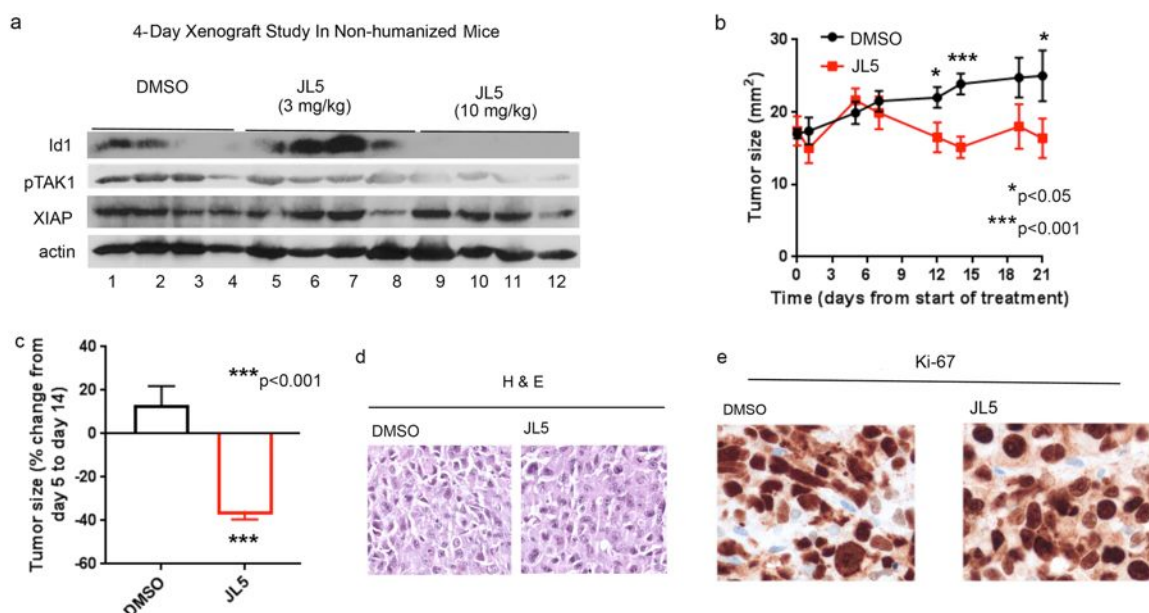 a
4-Day Xenograft Study In Non-humanized Mice
DMSO
JL5
(3 mg/kg)
JL5
(10 mg/kg)
Id1
pTAK1
XIAP
actin
1 2 3 4 5 6 7 8 9 10 11 12
b
DMSO
JL5
* *** *
30
20
10
0
Tumor size (mm²)
*p<0.05
***p<0.001
0 3 6 9 12 15 18 21
Time (days from start of treatment)
c
***p<0.001
40
20
0
-20
-40
-60
Tumor size (% change from
day 5 to day 14)
***
DMSO
JL5
d
H & E
DMSO
JL5
e
Ki-67
DMSO
JL5